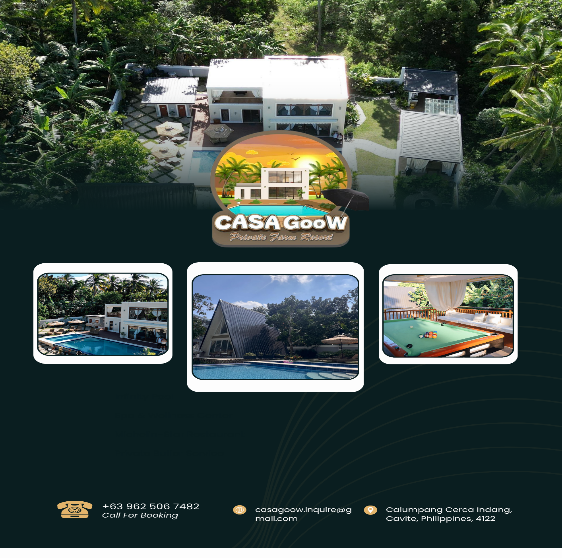 CASA GooW
Private Farm Resort
+63 962 506 7482
Call For Booking
casagoow.inquire@g
mail.com
Calumpang Cerca Indang,
Cavite, Philippines, 4122